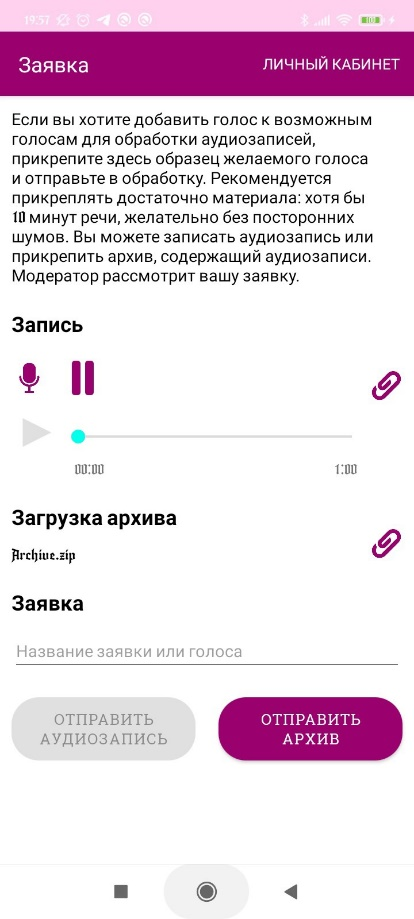 19:57
Заявка
ЛИЧНЫЙ КАБИНЕТ
Если вы хотите добавить голос к возможным
голосам для обработки аудиозаписей,
прикрепите здесь образец желаемого голоса
и отправьте в обработку. Рекомендуется
прикреплять достаточно материала: хотя бы
10 минут речи, желательно без посторонних
шумов. Вы можете записать аудиозапись или
прикрепить архив, содержащий аудиозаписи.
Модератор рассмотрит вашу заявку.
Запись
00:00
1:00
Загрузка архива
Archive.zip
Заявка
Название заявки или голоса
ОТПРАВИТЬ
АУДИОЗАПИСЬ
ОТПРАВИТЬ
АРХИВ